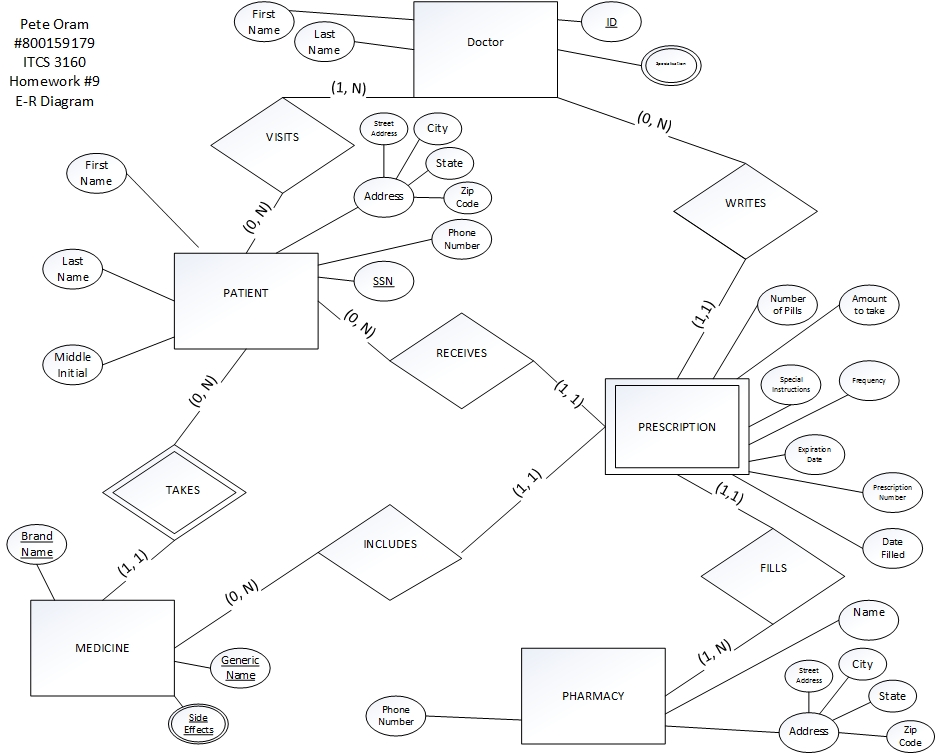 Pete Oram
#800159179
ITCS 3160
Homework #9
E-R Diagram
First
Name
Last
Name
Doctor
ID
Specialization
(1, N)
(0, N)
VISITS
Street
Address
City
State
Zip
Code
Address
First
Name
(0, N)
WRITES
Phone
Number
Last
Name
PATIENT
SSN
(0, N)
(1,1)
Number
of Pills
Amount
to take
Middle
Initial
RECEIVES
(1, 1)
Special
Instructions
Frequency
(0, N)
PRESCRIPTION
Expiration
Date
TAKES
(1, 1)
(1,1)
Prescription
Number
Brand
Name
(1, 1)
INCLUDES
Date
Filled
(0, N)
FILLS
MEDICINE
Generic
Name
(1, N)
Name
Side
Effects
Phone
Number
PHARMACY
Street
Address
City
State
Zip
Code
Address